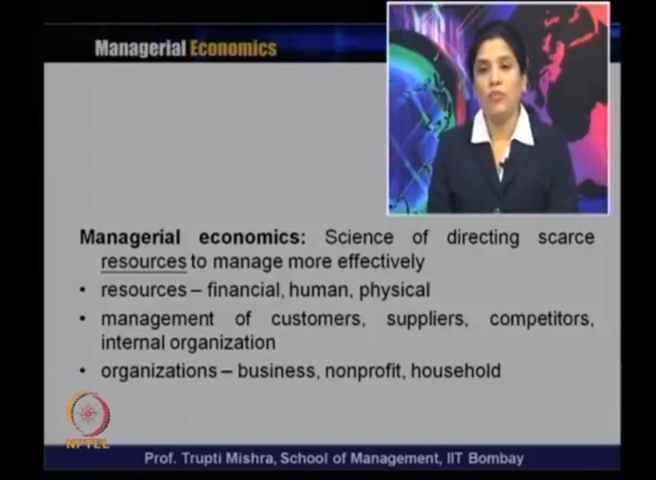 Managerial Economics
Managerial economics: Science of directing scarce
resources to manage more effectively
• resources – financial, human, physical
• management of customers, suppliers, competitors,
internal organization
• organizations – business, nonprofit, household
NPTEL
Prof. Trupti Mishra, School of Management, IIT Bombay